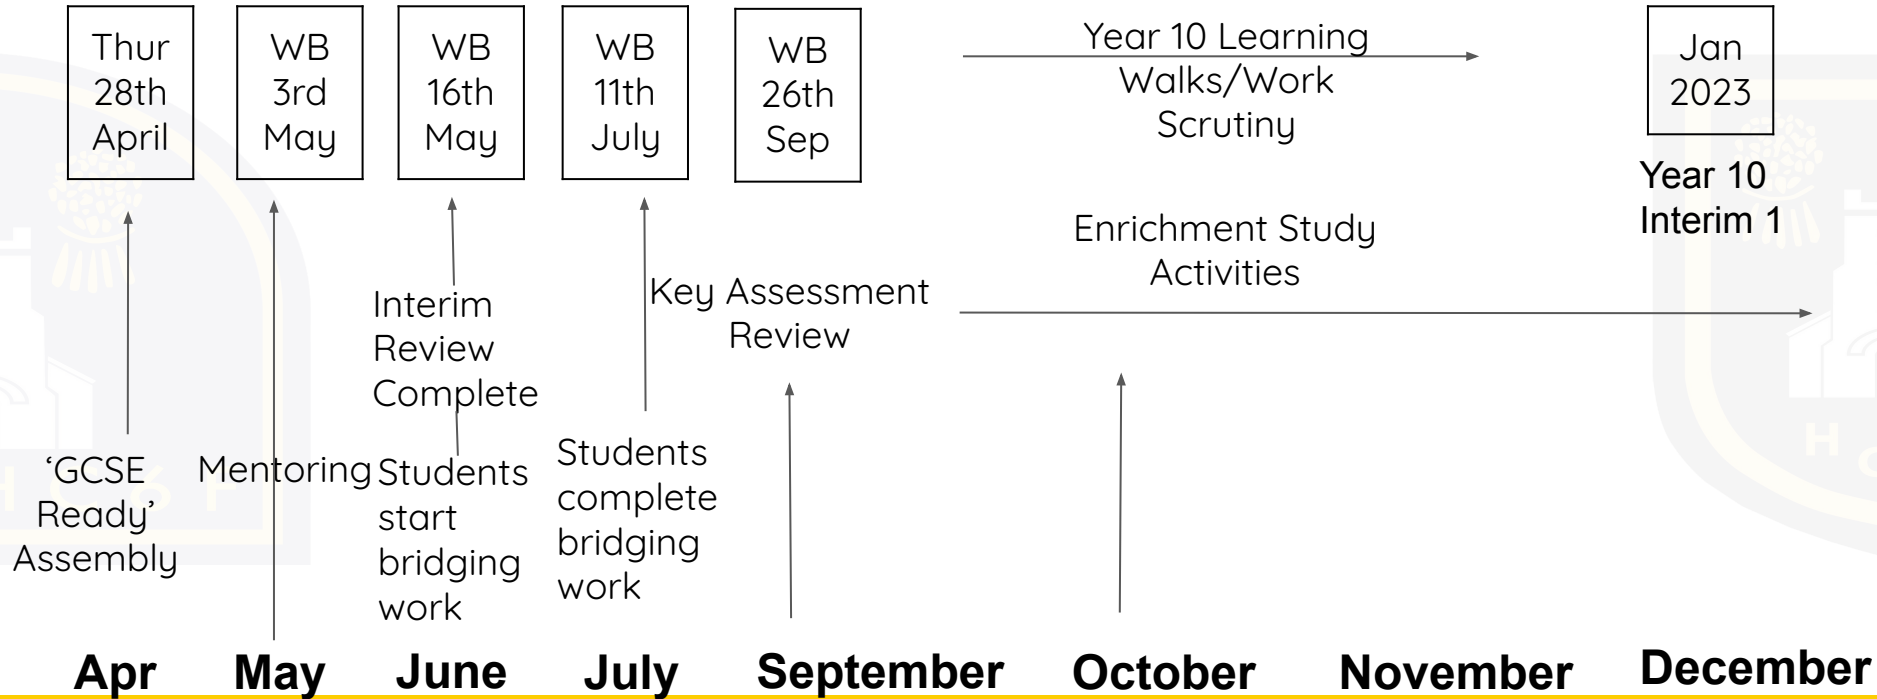 Thur
28th
April
WB
3rd
May
WB
16th
May
WB
11th
July
WB
26th
Sep
Year 10 Learning
Walks/Work
Scrutiny
Jan
2023
Year 10
Interim 1
Enrichment Study
Activities
Interim
Review
Complete
Key Assessment
Review
‘GCSE
Ready’
Assembly
Mentoring
Students
start
bridging
work
Students
complete
bridging
work
H C 6 F
H C
Apr
May
June
July
September
October
November
December